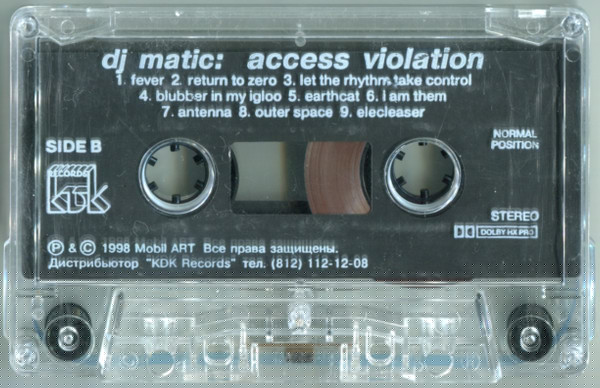 dj matic: access violation
1. fever 2. return to zero 3. let the rhythm take control
4. blubber in my igloo 5. earthcat 6. I am them
7. antenna 8. outer space 9. elecleaser
SIDE B
NORMAL
POSITION
RECORDS
KDK
STEREO
DOLBY HX PRO
Ⓟ & © 1998 Mobil ART Все права защищены.
Дистрибьютор "KDK Records" тел. (812) 112-12-08